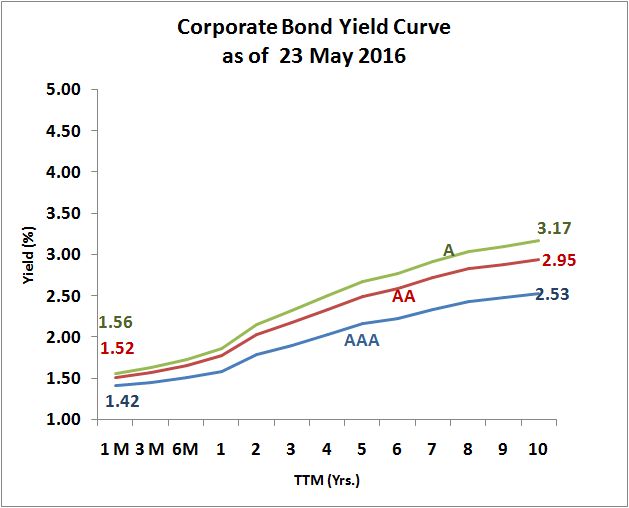 Corporate Bond Yield Curve
as of 23 May 2016
Yield (%)
5.00
4.50
4.00
3.50
3.00
2.50
2.00
1.50
1.00
3.17
A
2.95
AA
2.53
1.56
AAA
1.52
1.42
1 M 3 M 6M 1 2 3 4 5 6 7 8 9 10
TTM (Yrs.)